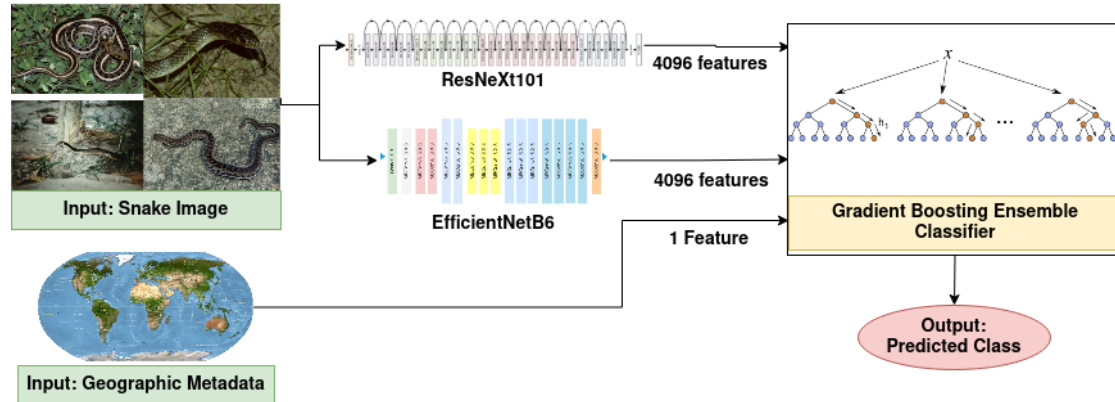 ResNeXt101
4096 features
Input: Snake Image
EfficientNetB6
4096 features
1 Feature
x
h₁
...
Gradient Boosting Ensemble
Classifier
Input: Geographic Metadata
Output:
Predicted Class